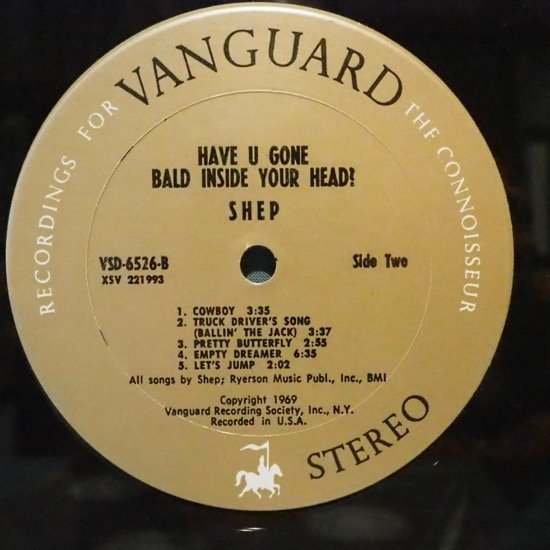 RECORDINGS FOR VANGUARD THE CONNOISSEUR
HAVE U GONE
BALD INSIDE YOUR HEAD?
SHEP
VSD-6526-B
XSV 221993
Side Two
1. COWBOY 3:35
2. TRUCK DRIVER'S SONG
(BALLIN' THE JACK) 3:37
3. PRETTY BUTTERFLY 2:55
4. EMPTY DREAMER 6:35
5. LET'S JUMP 2:02
All songs by Shep; Ryerson Music Publ., Inc., BMI
Copyright 1969
Vanguard Recording Society, Inc., N.Y.
Recorded in U.S.A.
STEREO